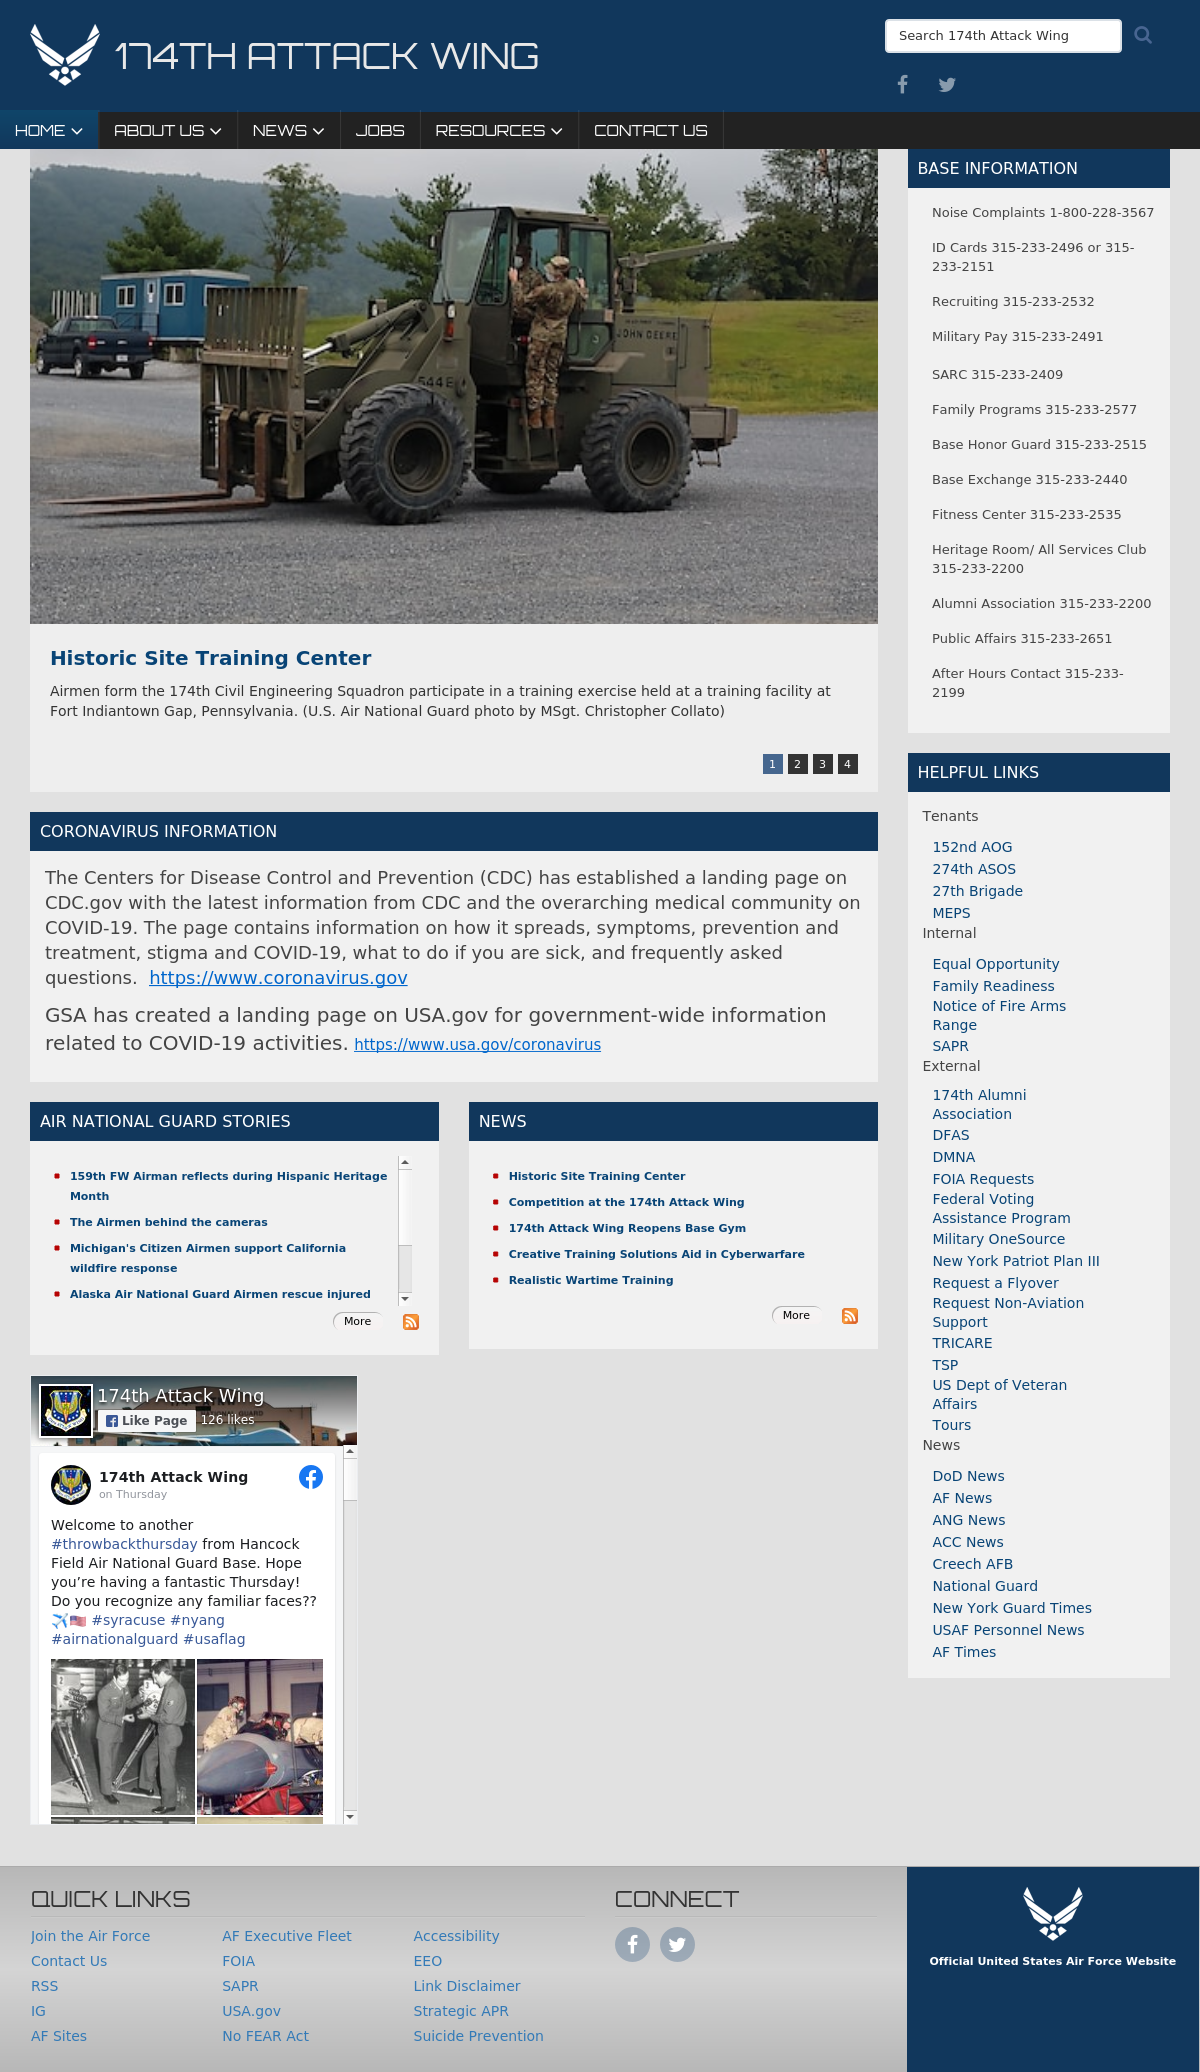 174TH ATTACK WING
Search 174th Attack Wing
HOME
ABOUT US
NEWS
JOBS
RESOURCES
CONTACT US
JOHN DEERE
544E
Historic Site Training Center
Airmen form the 174th Civil Engineering Squadron participate in a training exercise held at a training facility at
Fort Indiantown Gap, Pennsylvania. (U.S. Air National Guard photo by MSgt. Christopher Collato)
1 2 3 4
CORONAVIRUS INFORMATION
The Centers for Disease Control and Prevention (CDC) has established a landing page on
CDC.gov with the latest information from CDC and the overarching medical community on
COVID-19. The page contains information on how it spreads, symptoms, prevention and
treatment, stigma and COVID-19, what to do if you are sick, and frequently asked
questions.  https://www.coronavirus.gov
GSA has created a landing page on USA.gov for government-wide information
related to COVID-19 activities. https://www.usa.gov/coronavirus
AIR NATIONAL GUARD STORIES
159th FW Airman reflects during Hispanic Heritage
Month
The Airmen behind the cameras
Michigan's Citizen Airmen support California
wildfire response
Alaska Air National Guard Airmen rescue injured
More
NEWS
Historic Site Training Center
Competition at the 174th Attack Wing
174th Attack Wing Reopens Base Gym
Creative Training Solutions Aid in Cyberwarfare
Realistic Wartime Training
More
174th Attack Wing
Like Page
126 likes
174th Attack Wing
on Thursday
Welcome to another
#throwbackthursday from Hancock
Field Air National Guard Base. Hope
you’re having a fantastic Thursday!
Do you recognize any familiar faces??
✈️🇺🇸 #syracuse #nyang
#airnationalguard #usaflag
BASE INFORMATION
Noise Complaints 1-800-228-3567
ID Cards 315-233-2496 or 315-
233-2151
Recruiting 315-233-2532
Military Pay 315-233-2491
SARC 315-233-2409
Family Programs 315-233-2577
Base Honor Guard 315-233-2515
Base Exchange 315-233-2440
Fitness Center 315-233-2535
Heritage Room/ All Services Club
315-233-2200
Alumni Association 315-233-2200
Public Affairs 315-233-2651
After Hours Contact 315-233-
2199
HELPFUL LINKS
Tenants
152nd AOG
274th ASOS
27th Brigade
MEPS
Internal
Equal Opportunity
Family Readiness
Notice of Fire Arms
Range
SAPR
External
174th Alumni
Association
DFAS
DMNA
FOIA Requests
Federal Voting
Assistance Program
Military OneSource
New York Patriot Plan III
Request a Flyover
Request Non-Aviation
Support
TRICARE
TSP
US Dept of Veteran
Affairs
Tours
News
DoD News
AF News
ANG News
ACC News
Creech AFB
National Guard
New York Guard Times
USAF Personnel News
AF Times
QUICK LINKS
Join the Air Force
Contact Us
RSS
IG
AF Sites
AF Executive Fleet
FOIA
SAPR
USA.gov
No FEAR Act
Accessibility
EEO
Link Disclaimer
Strategic APR
Suicide Prevention
CONNECT
Official United States Air Force Website